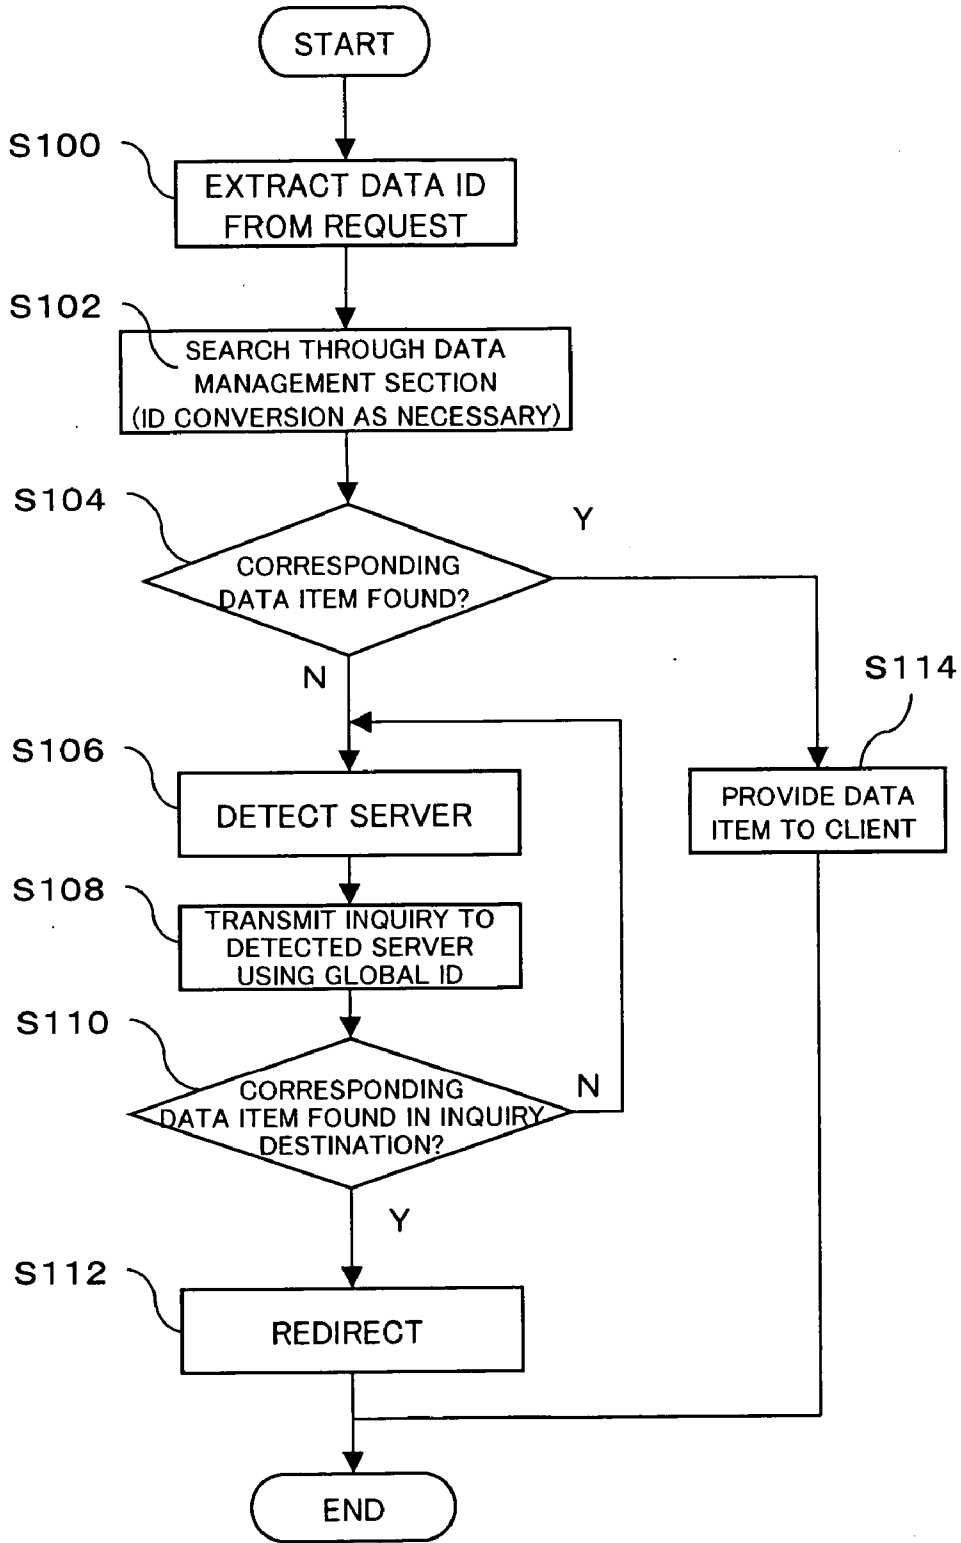 START
S100
EXTRACT DATA ID
FROM REQUEST
S102
SEARCH THROUGH DATA
MANAGEMENT SECTION
(ID CONVERSION AS NECESSARY)
S104
CORRESPONDING
DATA ITEM FOUND?
Y
N
S114
PROVIDE DATA
ITEM TO CLIENT
S106
DETECT SERVER
S108
TRANSMIT INQUIRY TO
DETECTED SERVER
USING GLOBAL ID
S110
CORRESPONDING
DATA ITEM FOUND IN INQUIRY
DESTINATION?
N
Y
S112
REDIRECT
END